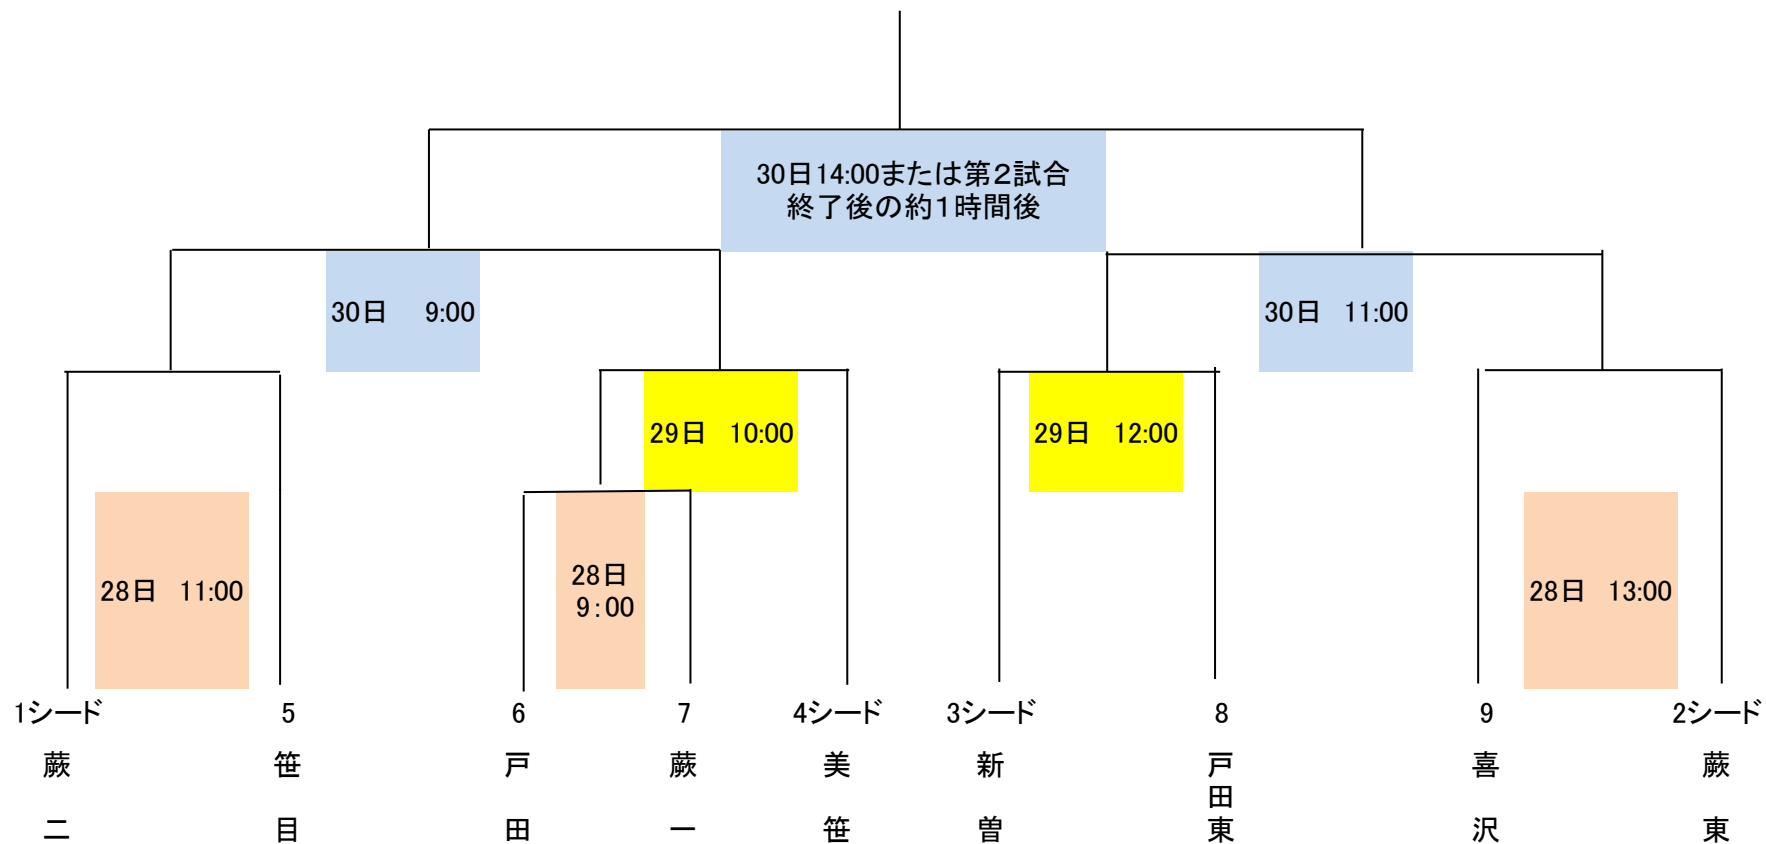 30日14:00または第２試合
終了後の約１時間後
30日　9:00
30日　11:00
29日　10:00
29日　12:00
28日　11:00
28日
9：00
28日　13:00
1シード
5
6
7
4シード
3シード
8
9
2シード
蕨二
笹目
戸田
蕨一
美笹
新曽
戸田東
喜沢
蕨東